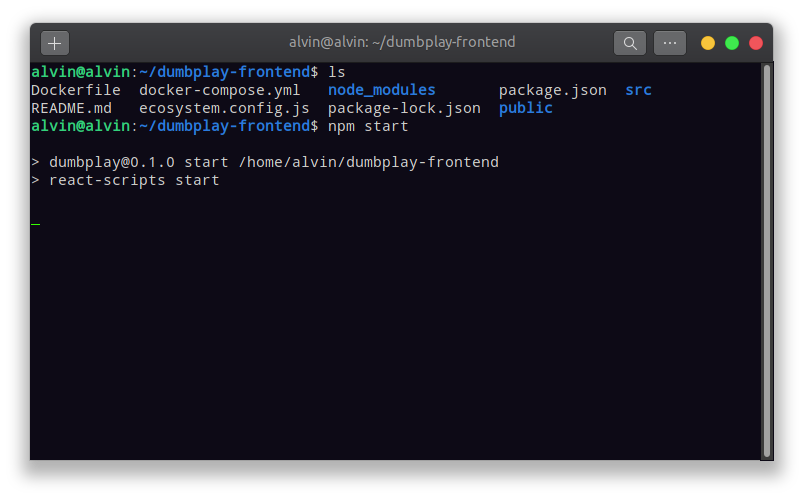 alvin@alvin: ~/dumbplay-frontend
alvin@alvin:~/dumbplay-frontend$ ls
Dockerfile  docker-compose.yml   node_modules       package.json  src
README.md   ecosystem.config.js  package-lock.json  public
alvin@alvin:~/dumbplay-frontend$ npm start
> dumbplay@0.1.0 start /home/alvin/dumbplay-frontend
> react-scripts start